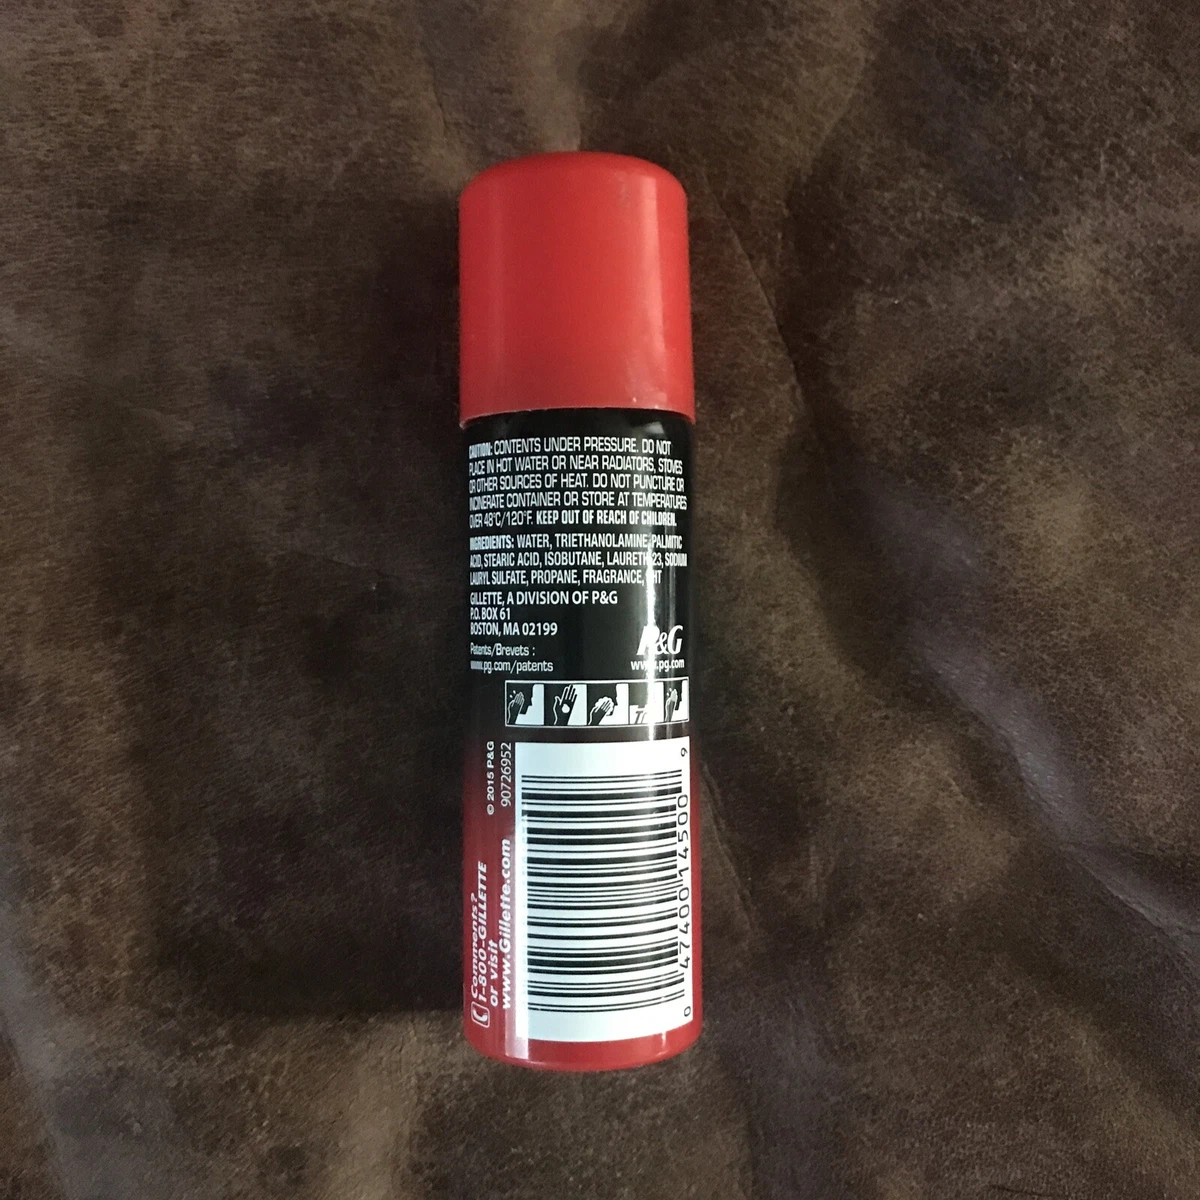 CAUTION: CONTENTS UNDER PRESSURE. DO NOT
PLACE IN HOT WATER OR NEAR RADIATORS, STOVES
OR OTHER SOURCES OF HEAT. DO NOT PUNCTURE OR
INCINERATE CONTAINER OR STORE AT TEMPERATURES
OVER 48°C/120°F. KEEP OUT OF REACH OF CHILDREN.
INGREDIENTS: WATER, TRIETHANOLAMINE, PALMITIC
ACID, STEARIC ACID, ISOBUTANE, LAURETH-23, SODIUM
LAURYL SULFATE, PROPANE, FRAGRANCE, BHT
GILLETTE, A DIVISION OF P&G
P.O. BOX 61
BOSTON, MA 02199
Patents/Brevets :
www.pg.com/patents
P&G
www.pg.com
© 2015 P&G
90726952
Comments?
1-800-GILLETTE
or visit
www.Gillette.com
0 47400 14500 9